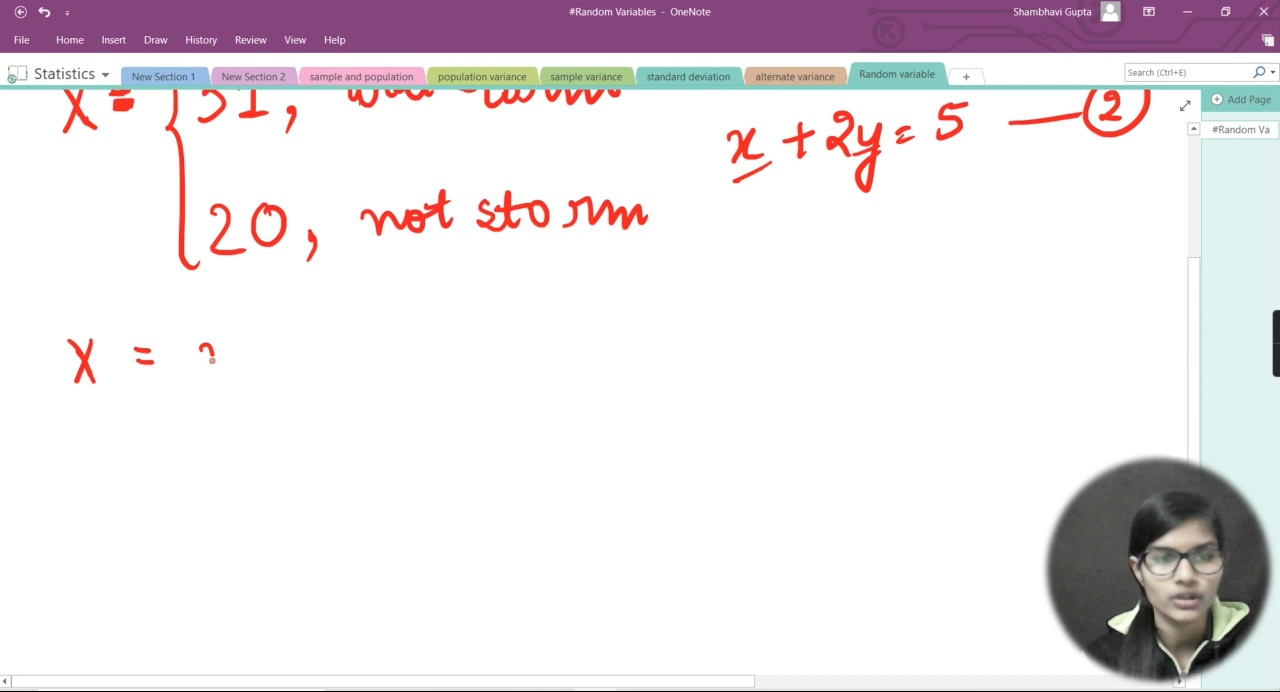 #Random Variables - OneNote
Shambhavi Gupta
File Home Insert Draw History Review View Help
Statistics
New Section 1 New Section 2 sample and population population variance sample variance standard deviation alternate variance Random variable +
Search (Ctrl+E)
Add Page
#Random Va
X =
x + 2y = 5 — 2
20, not storm
X =